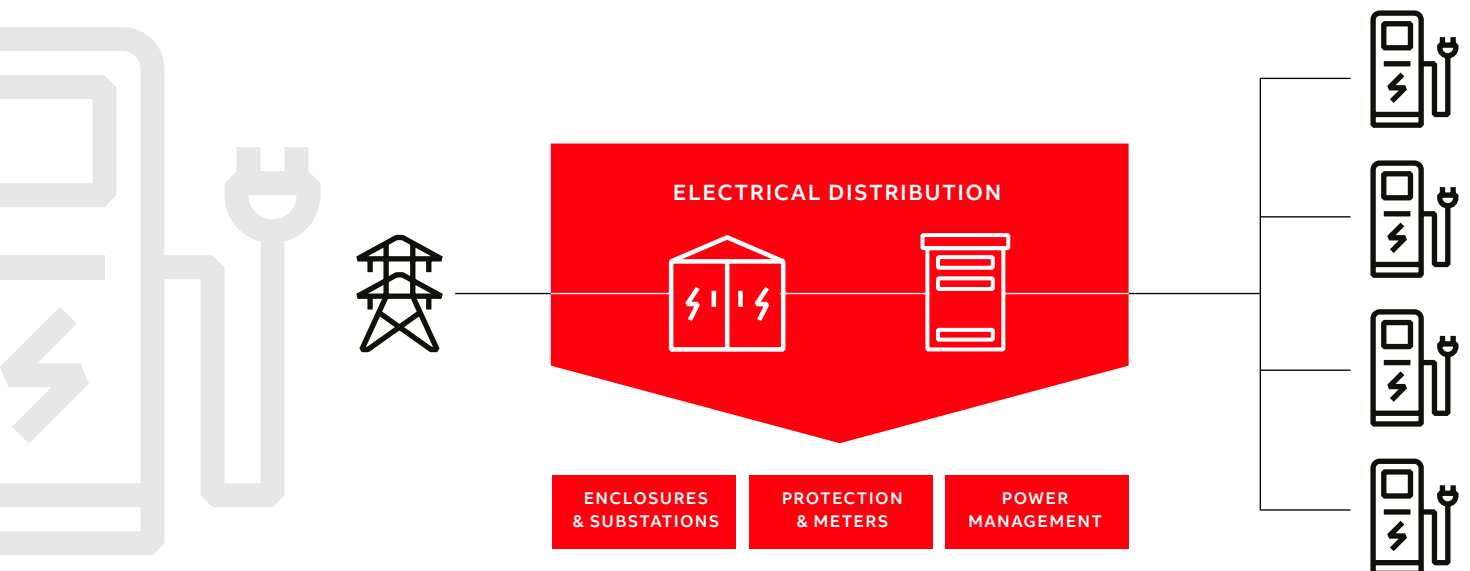 ELECTRICAL DISTRIBUTION
ENCLOSURES
& SUBSTATIONS
PROTECTION
& METERS
POWER
MANAGEMENT